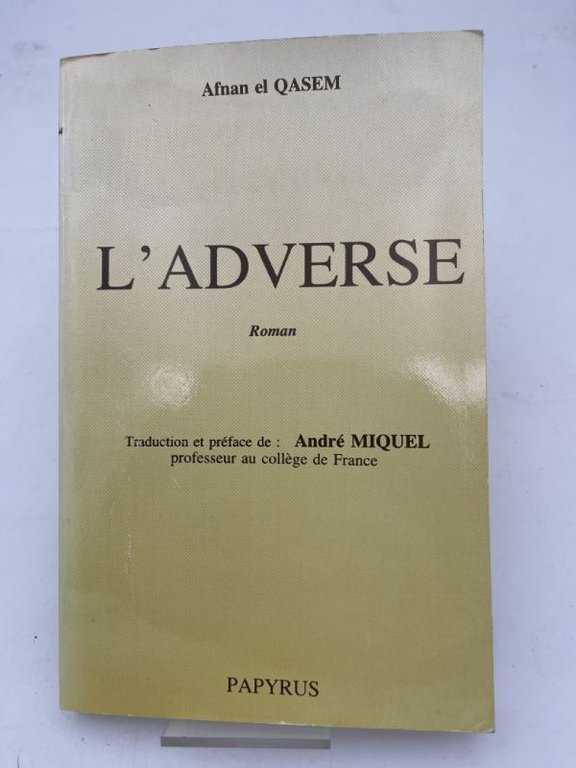 Afnan el QASEM
L'ADVERSE
Roman
Traduction et préface de : André MIQUEL
professeur au collège de France
PAPYRUS